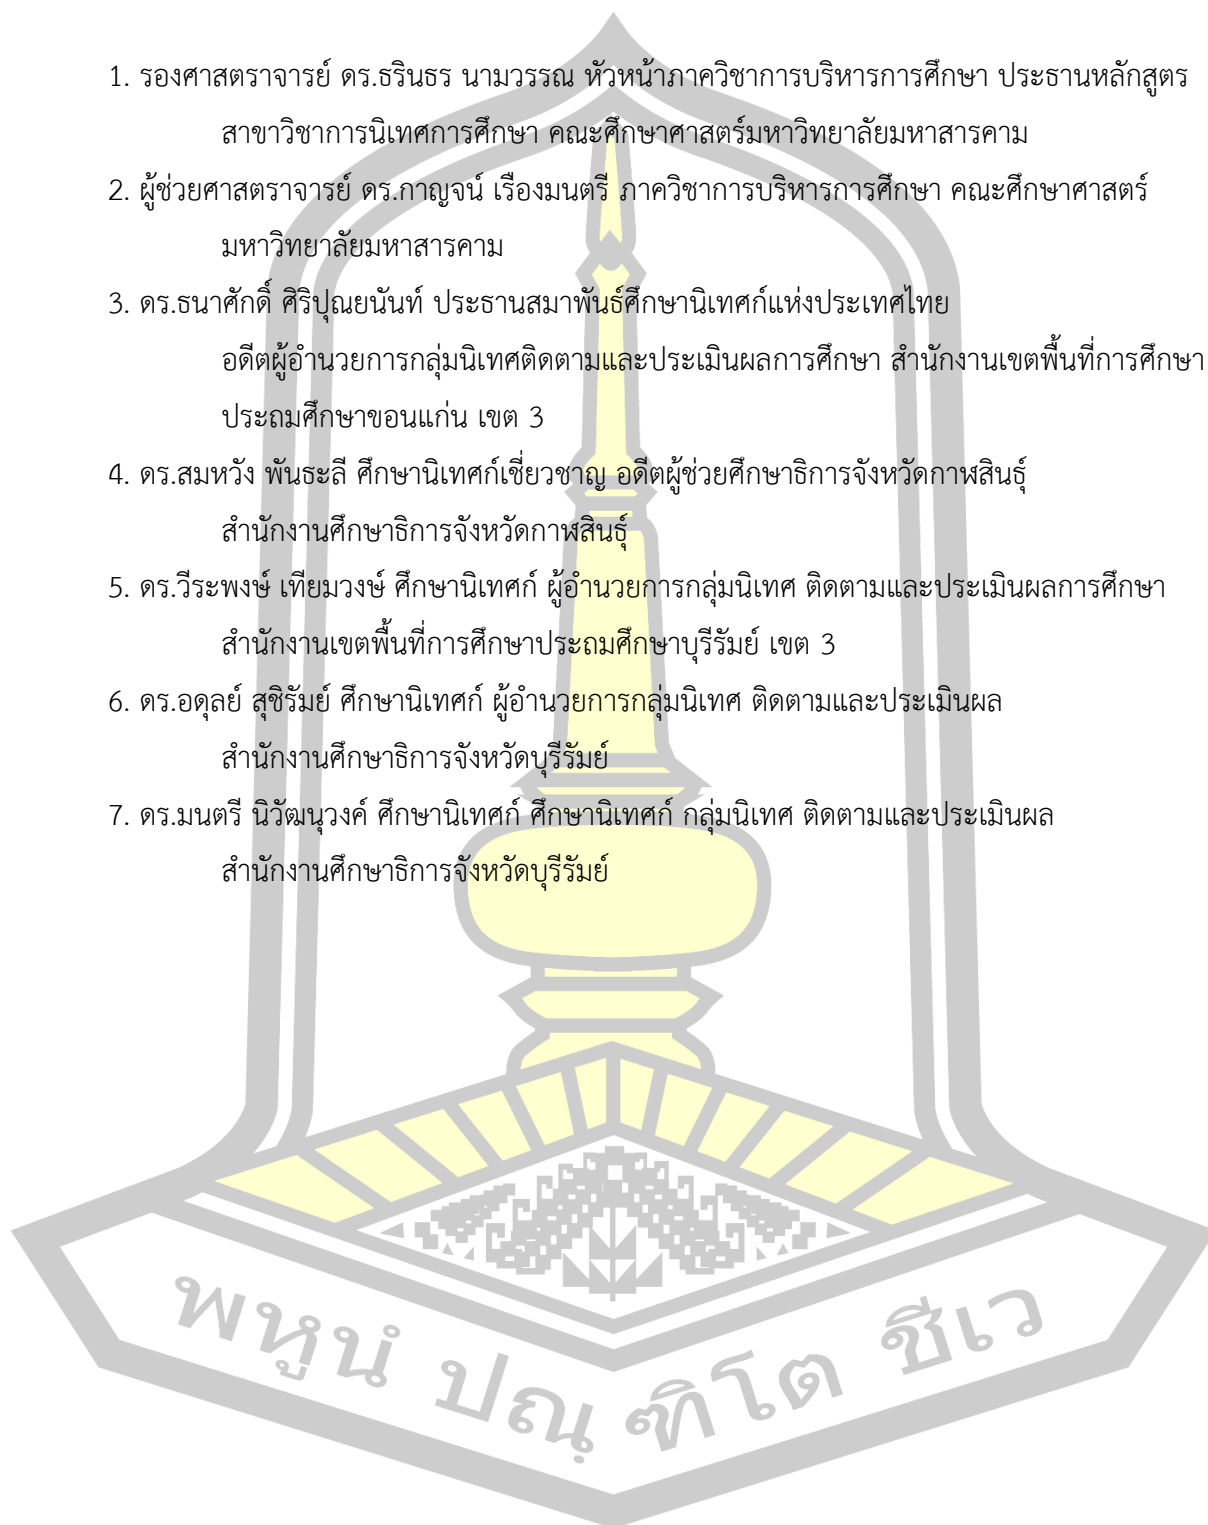 1. รองศาสตราจารย์ ดร.ธรินธร นามวรรณ หัวหน้าภาควิชาการบริหารการศึกษา ประธานหลักสูตร
สาขาวิชาการนิเทศการศึกษา คณะศึกษาศาสตร์มหาวิทยาลัยมหาสารคาม
2. ผู้ช่วยศาสตราจารย์ ดร.กาญจน์ เรืองมนตรี ภาควิชาการบริหารการศึกษา คณะศึกษาศาสตร์
มหาวิทยาลัยมหาสารคาม
3. ดร.ธนาศักดิ์ ศิริปุณยนันท์ ประธานสมาพันธ์ศึกษานิเทศก์แห่งประเทศไทย
อดีตผู้อำนวยการกลุ่มนิเทศติดตามและประเมินผลการศึกษา สำนักงานเขตพื้นที่การศึกษา
ประถมศึกษาขอนแก่น เขต 3
4. ดร.สมหวัง พันธะลี ศึกษานิเทศก์เชี่ยวชาญ อดีตผู้ช่วยศึกษาธิการจังหวัดกาฬสินธุ์
สำนักงานศึกษาธิการจังหวัดกาฬสินธุ์
5. ดร.วีระพงษ์ เทียมวงษ์ ศึกษานิเทศก์ ผู้อำนวยการกลุ่มนิเทศ ติดตามและประเมินผลการศึกษา
สำนักงานเขตพื้นที่การศึกษาประถมศึกษาบุรีรัมย์ เขต 3
6. ดร.อดุลย์ สุชิรัมย์ ศึกษานิเทศก์ ผู้อำนวยการกลุ่มนิเทศ ติดตามและประเมินผล
สำนักงานศึกษาธิการจังหวัดบุรีรัมย์
7. ดร.มนตรี นิวัฒนุวงค์ ศึกษานิเทศก์ ศึกษานิเทศก์ กลุ่มนิเทศ ติดตามและประเมินผล
สำนักงานศึกษาธิการจังหวัดบุรีรัมย์
พหูนํ ปณฺฑิโต ชีเว